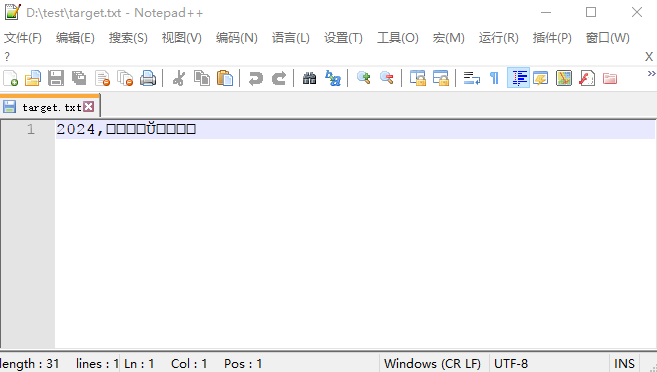 D:\test\target.txt - Notepad++
文件(F) 编辑(E) 搜索(S) 视图(V) 编码(N) 语言(L) 设置(T) 工具(O) 宏(M) 运行(R) 插件(P) 窗口(W)
? X
target.txt
1 2024,□□□□Ŭ□□□□
length : 31 lines : 1 Ln : 1 Col : 1 Pos : 1 Windows (CR LF) UTF-8 INS